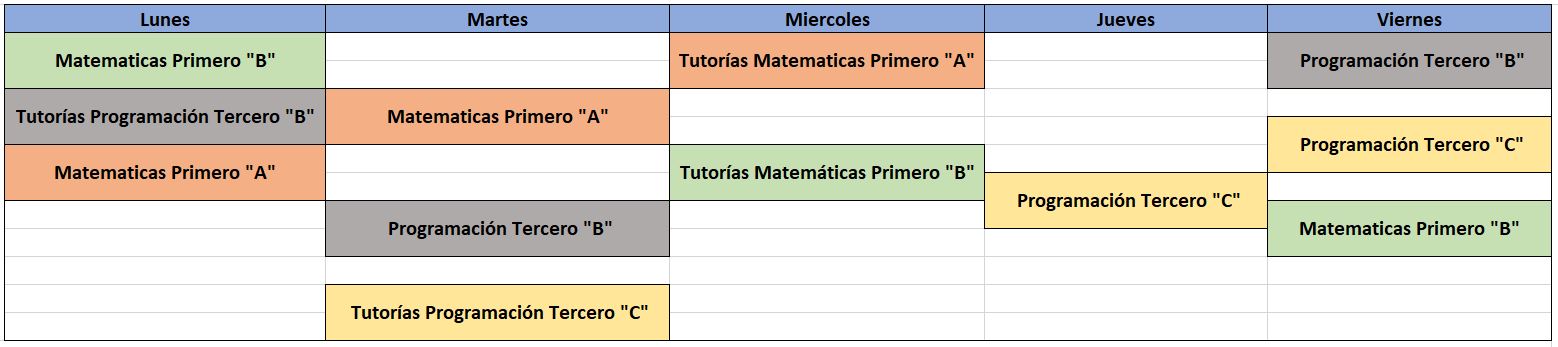 Lunes Martes Miercoles Jueves Viernes
Matematicas Primero "B" Tutorías Matematicas Primero "A" Programación Tercero "B"
Tutorías Programación Tercero "B" Matematicas Primero "A"
Programación Tercero "C"
Matematicas Primero "A" Tutorías Matemáticas Primero "B"
Programación Tercero "C"
Programación Tercero "B" Matematicas Primero "B"
Tutorías Programación Tercero "C"